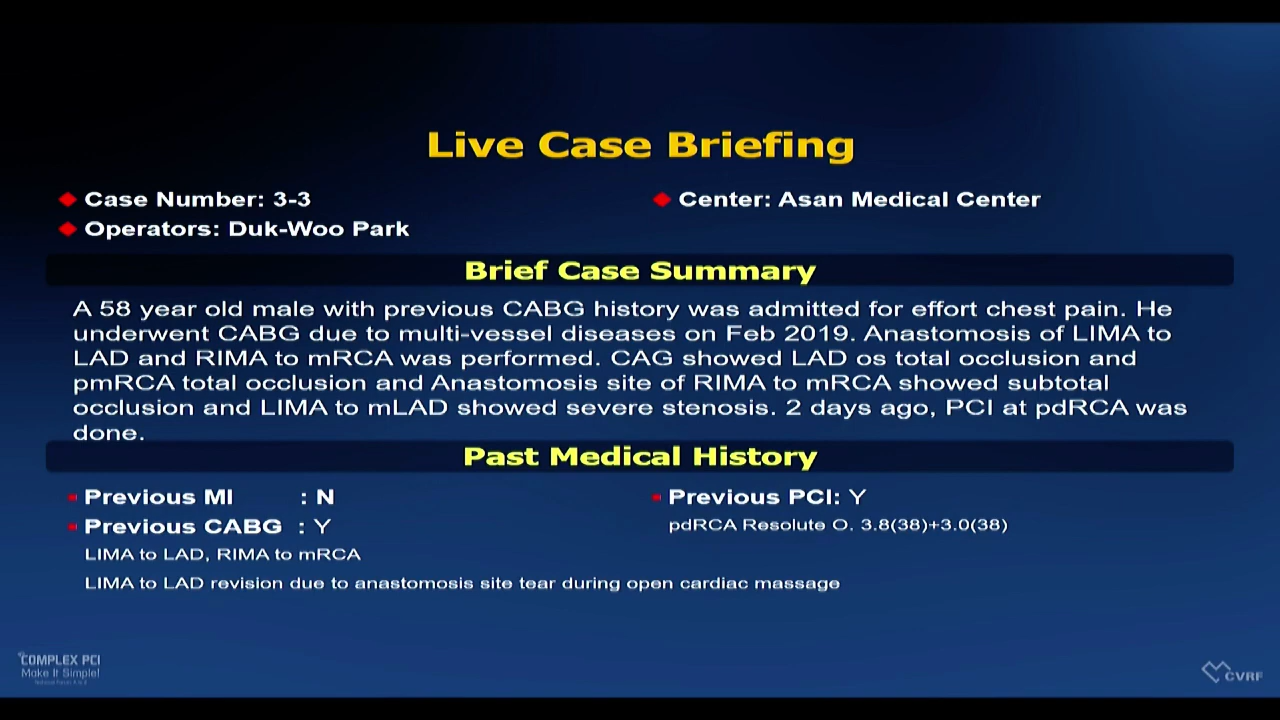 Live Case Briefing
Case Number: 3-3
Center: Asan Medical Center
Operators: Duk-Woo Park
Brief Case Summary
A 58 year old male with previous CABG history was admitted for effort chest pain. He
underwent CABG due to multi-vessel diseases on Feb 2019. Anastomosis of LIMA to
LAD and RIMA to mRCA was performed. CAG showed LAD os total occlusion and
pmRCA total occlusion and Anastomosis site of RIMA to mRCA showed subtotal
occlusion and LIMA to mLAD showed severe stenosis. 2 days ago, PCI at pdRCA was
done.
Past Medical History
Previous MI : N
Previous PCI: Y
Previous CABG : Y
pdRCA Resolute O. 3.8(38)+3.0(38)
LIMA to LAD, RIMA to mRCA
LIMA to LAD revision due to anastomosis site tear during open cardiac massage
COMPLEX PCI
Make It Simple!
CVRF